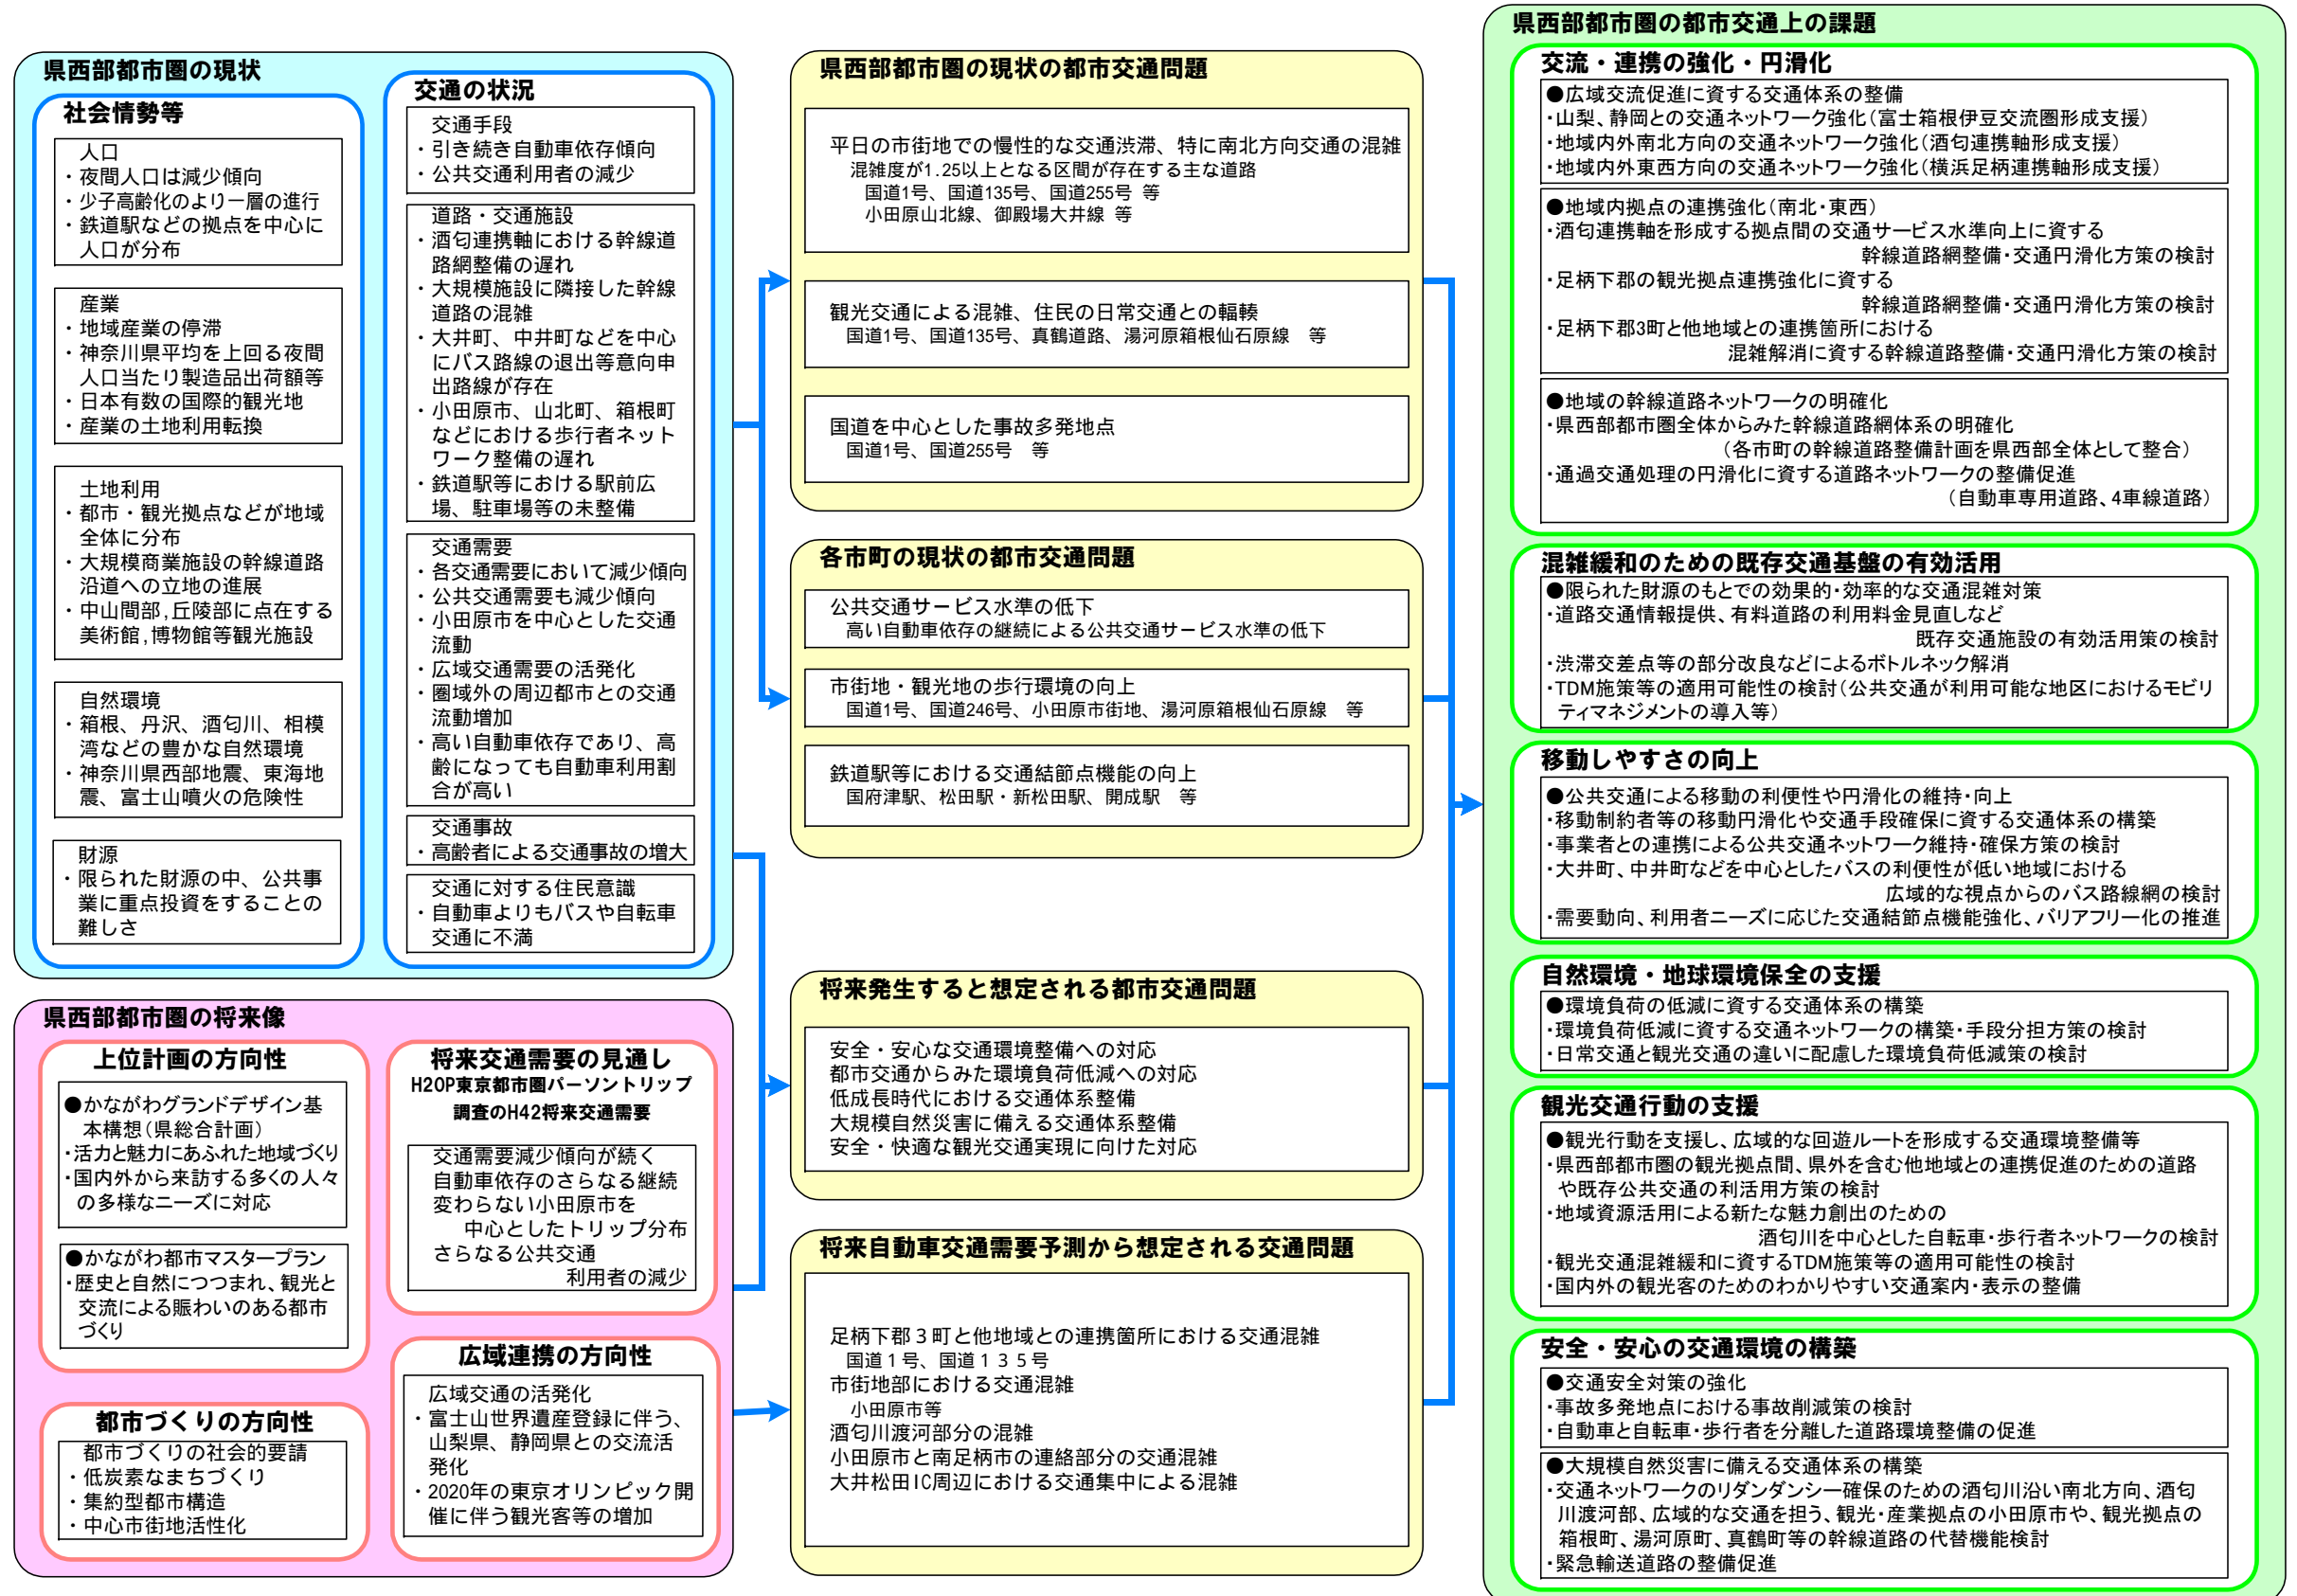 県西部都市圏の現状
社会情勢等
人口
・夜間人口は減少傾向
・少子高齢化のより一層の進行
・鉄道駅などの拠点を中心に
人口が分布
産業
・地域産業の停滞
・神奈川県平均を上回る夜間
人口当たり製造品出荷額等
・日本有数の国際的観光地
・産業の土地利用転換
土地利用
・都市・観光拠点などが地域
全体に分布
・大規模商業施設の幹線道路
沿道への立地の進展
・中山間部,丘陵部に点在する
美術館,博物館等観光施設
自然環境
・箱根、丹沢、酒匂川、相模
湾などの豊かな自然環境
・神奈川県西部地震、東海地
震、富士山噴火の危険性
財源
・限られた財源の中、公共事
業に重点投資をすることの
難しさ
交通の状況
交通手段
・引き続き自動車依存傾向
・公共交通利用者の減少
道路・交通施設
・酒匂連携軸における幹線道
路網整備の遅れ
・大規模施設に隣接した幹線
道路の混雑
・大井町、中井町などを中心
にバス路線の退出等意向申
出路線が存在
・小田原市、山北町、箱根町
などにおける歩行者ネット
ワーク整備の遅れ
・鉄道駅等における駅前広
場、駐車場等の未整備
交通需要
・各交通需要において減少傾向
・公共交通需要も減少傾向
・小田原市を中心とした交通
流動
・広域交通需要の活発化
・圏域外の周辺都市との交通
流動増加
・高い自動車依存であり、高
齢になっても自動車利用割
合が高い
交通事故
・高齢者による交通事故の増大
交通に対する住民意識
・自動車よりもバスや自転車
交通に不満
県西部都市圏の将来像
上位計画の方向性
●かながわグランドデザイン基
本構想(県総合計画)
・活力と魅力にあふれた地域づくり
・国内外から来訪する多くの人々
の多様なニーズに対応
●かながわ都市マスタープラン
・歴史と自然につつまれ、観光と
交流による賑わいのある都市
づくり
都市づくりの方向性
都市づくりの社会的要請
・低炭素なまちづくり
・集約型都市構造
・中心市街地活性化
将来交通需要の見通し
H20P東京都市圏パーソントリップ
調査のH42将来交通需要
交通需要減少傾向が続く
自動車依存のさらなる継続
変わらない小田原市を
中心としたトリップ分布
さらなる公共交通
利用者の減少
広域連携の方向性
広域交通の活発化
・富士山世界遺産登録に伴う、
山梨県、静岡県との交流活
発化
・2020年の東京オリンピック開
催に伴う観光客等の増加
県西部都市圏の現状の都市交通問題
平日の市街地での慢性的な交通渋滞、特に南北方向交通の混雑
混雑度が1.25以上となる区間が存在する主な道路
国道1号、国道135号、国道255号 等
小田原山北線、御殿場大井線 等
観光交通による混雑、住民の日常交通との輻輳
国道1号、国道135号、真鶴道路、湯河原箱根仙石原線 等
国道を中心とした事故多発地点
国道1号、国道255号 等
各市町の現状の都市交通問題
公共交通サービス水準の低下
高い自動車依存の継続による公共交通サービス水準の低下
市街地・観光地の歩行環境の向上
国道1号、国道246号、小田原市街地、湯河原箱根仙石原線 等
鉄道駅等における交通結節点機能の向上
国府津駅、松田駅・新松田駅、開成駅 等
将来発生すると想定される都市交通問題
安全・安心な交通環境整備への対応
都市交通からみた環境負荷低減への対応
低成長時代における交通体系整備
大規模自然災害に備える交通体系整備
安全・快適な観光交通実現に向けた対応
将来自動車交通需要予測から想定される交通問題
足柄下郡3町と他地域との連携箇所における交通混雑
国道1号、国道135号
市街地部における交通混雑
小田原市等
酒匂川渡河部分の混雑
小田原市と南足柄市の連絡部分の交通混雑
大井松田IC周辺における交通集中による混雑
県西部都市圏の都市交通上の課題
交流・連携の強化・円滑化
●広域交流促進に資する交通体系の整備
・山梨、静岡との交通ネットワーク強化(富士箱根伊豆交流圏形成支援)
・地域内外南北方向の交通ネットワーク強化(酒匂連携軸形成支援)
・地域内外東西方向の交通ネットワーク強化(横浜足柄連携軸形成支援)
●地域内拠点の連携強化(南北・東西)
・酒匂連携軸を形成する拠点間の交通サービス水準向上に資する
幹線道路網整備・交通円滑化方策の検討
・足柄下郡の観光拠点連携強化に資する
幹線道路網整備・交通円滑化方策の検討
・足柄下郡3町と他地域との連携箇所における
混雑解消に資する幹線道路整備・交通円滑化方策の検討
●地域の幹線道路ネットワークの明確化
・県西部都市圏全体からみた幹線道路網体系の明確化
(各市町の幹線道路整備計画を県西部全体として整合)
・通過交通処理の円滑化に資する道路ネットワークの整備促進
(自動車専用道路、4車線道路)
混雑緩和のための既存交通基盤の有効活用
●限られた財源のもとでの効果的・効率的な交通混雑対策
・道路交通情報提供、有料道路の利用料金見直しなど
既存交通施設の有効活用策の検討
・渋滞交差点等の部分改良などによるボトルネック解消
・TDM施策等の適用可能性の検討(公共交通が利用可能な地区におけるモビリ
ティマネジメントの導入等)
移動しやすさの向上
●公共交通による移動の利便性や円滑化の維持・向上
・移動制約者等の移動円滑化や交通手段確保に資する交通体系の構築
・事業者との連携による公共交通ネットワーク維持・確保方策の検討
・大井町、中井町などを中心としたバスの利便性が低い地域における
広域的な視点からのバス路線網の検討
・需要動向、利用者ニーズに応じた交通結節点機能強化、バリアフリー化の推進
自然環境・地球環境保全の支援
●環境負荷の低減に資する交通体系の構築
・環境負荷低減に資する交通ネットワークの構築・手段分担方策の検討
・日常交通と観光交通の違いに配慮した環境負荷低減策の検討
観光交通行動の支援
●観光行動を支援し、広域的な回遊ルートを形成する交通環境整備等
・県西部都市圏の観光拠点間、県外を含む他地域との連携促進のための道路
や既存公共交通の利活用方策の検討
・地域資源活用による新たな魅力創出のための
酒匂川を中心とした自転車・歩行者ネットワークの検討
・観光交通混雑緩和に資するTDM施策等の適用可能性の検討
・国内外の観光客のためのわかりやすい交通案内・表示の整備
安全・安心の交通環境の構築
●交通安全対策の強化
・事故多発地点における事故削減策の検討
・自動車と自転車・歩行者を分離した道路環境整備の促進
●大規模自然災害に備える交通体系の構築
・交通ネットワークのリダンダンシー確保のための酒匂川沿い南北方向、酒匂
川渡河部、広域的な交通を担う、観光・産業拠点の小田原市や、観光拠点の
箱根町、湯河原町、真鶴町等の幹線道路の代替機能検討
・緊急輸送道路の整備促進